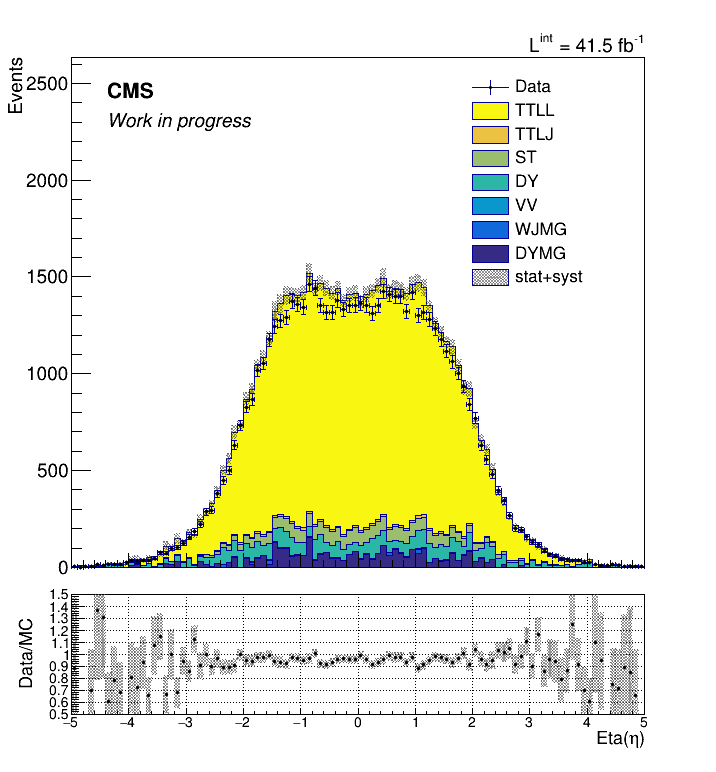 L^int = 41.5 fb^-1
Events
2500
2000
1500
1000
500
0
CMS
Work in progress
Data
TTLL
TTLJ
ST
DY
VV
WJMG
DYMG
stat+syst
Data/MC
1.5
1.4
1.3
1.2
1.1
1
0.9
0.8
0.7
0.6
0.5
−5 −4 −3 −2 −1 0 1 2 3 4 5
Eta(η)